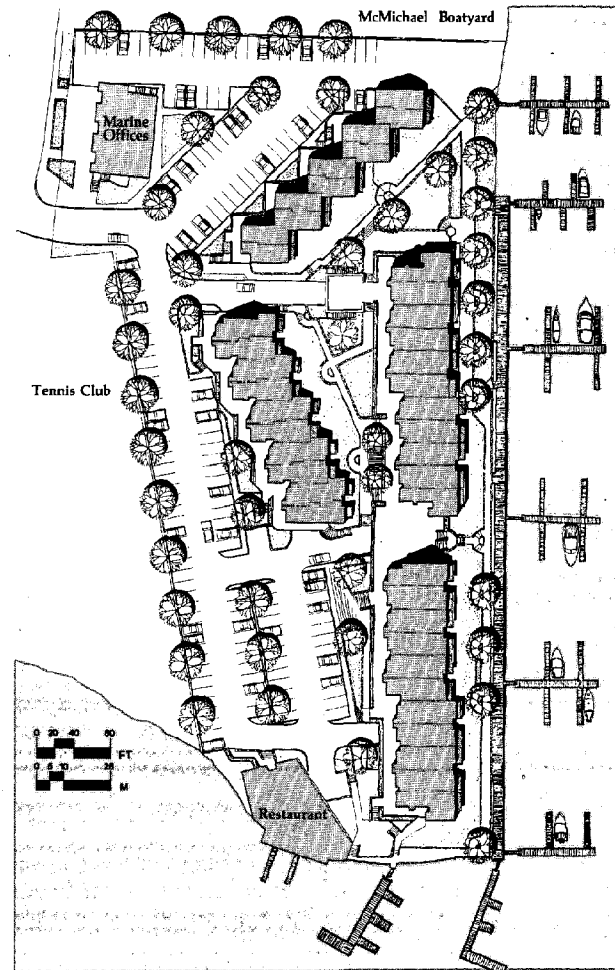 McMichael Boatyard
Marine
Offices
Tennis Club
0 20 40 80
FT
0 5 10 25
M
Restaurant